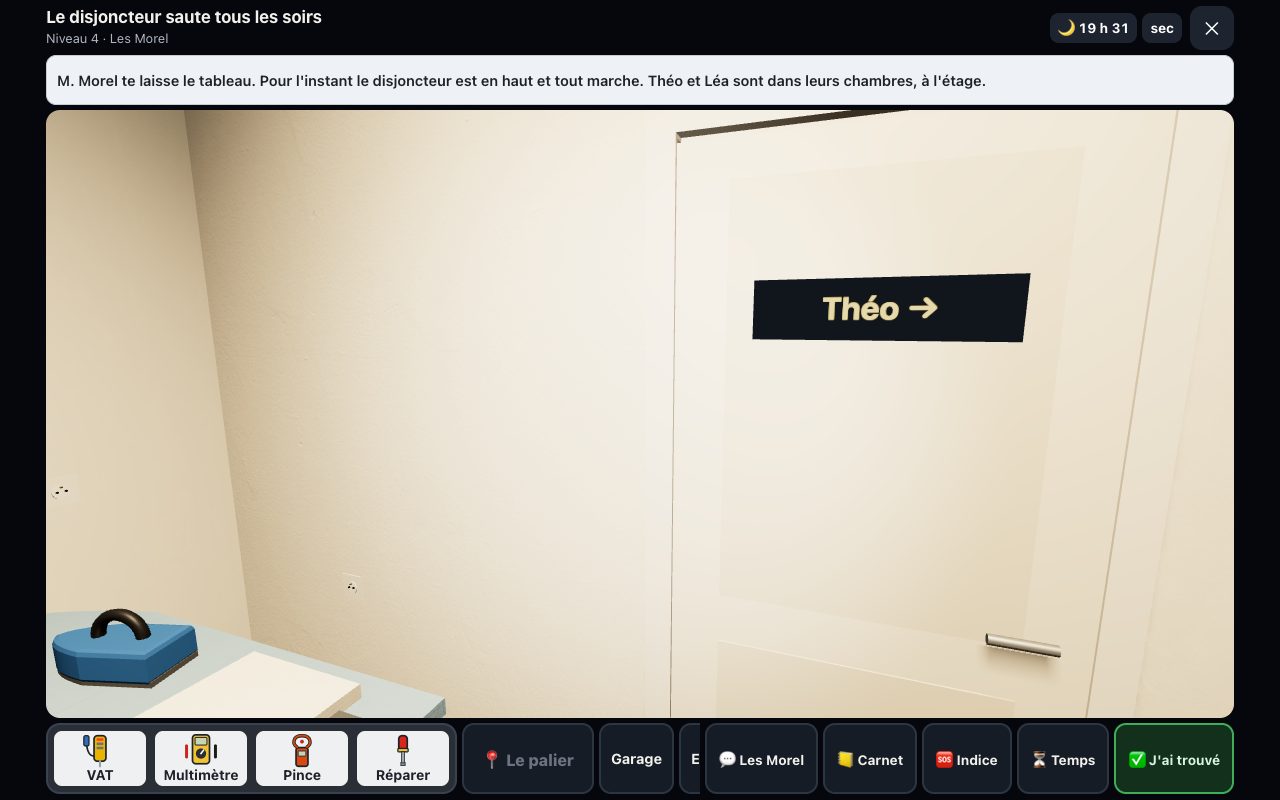 Le disjoncteur saute tous les soirs
Niveau 4 · Les Morel
🌙 19 h 31
sec
M. Morel te laisse le tableau. Pour l'instant le disjoncteur est en haut et tout marche. Théo et Léa sont dans leurs chambres, à l'étage.
Théo →
VAT
Multimètre
Pince
Réparer
📍 Le palier
Garage
💬 Les Morel
📒 Carnet
🆘 Indice
⏳ Temps
✅ J'ai trouvé